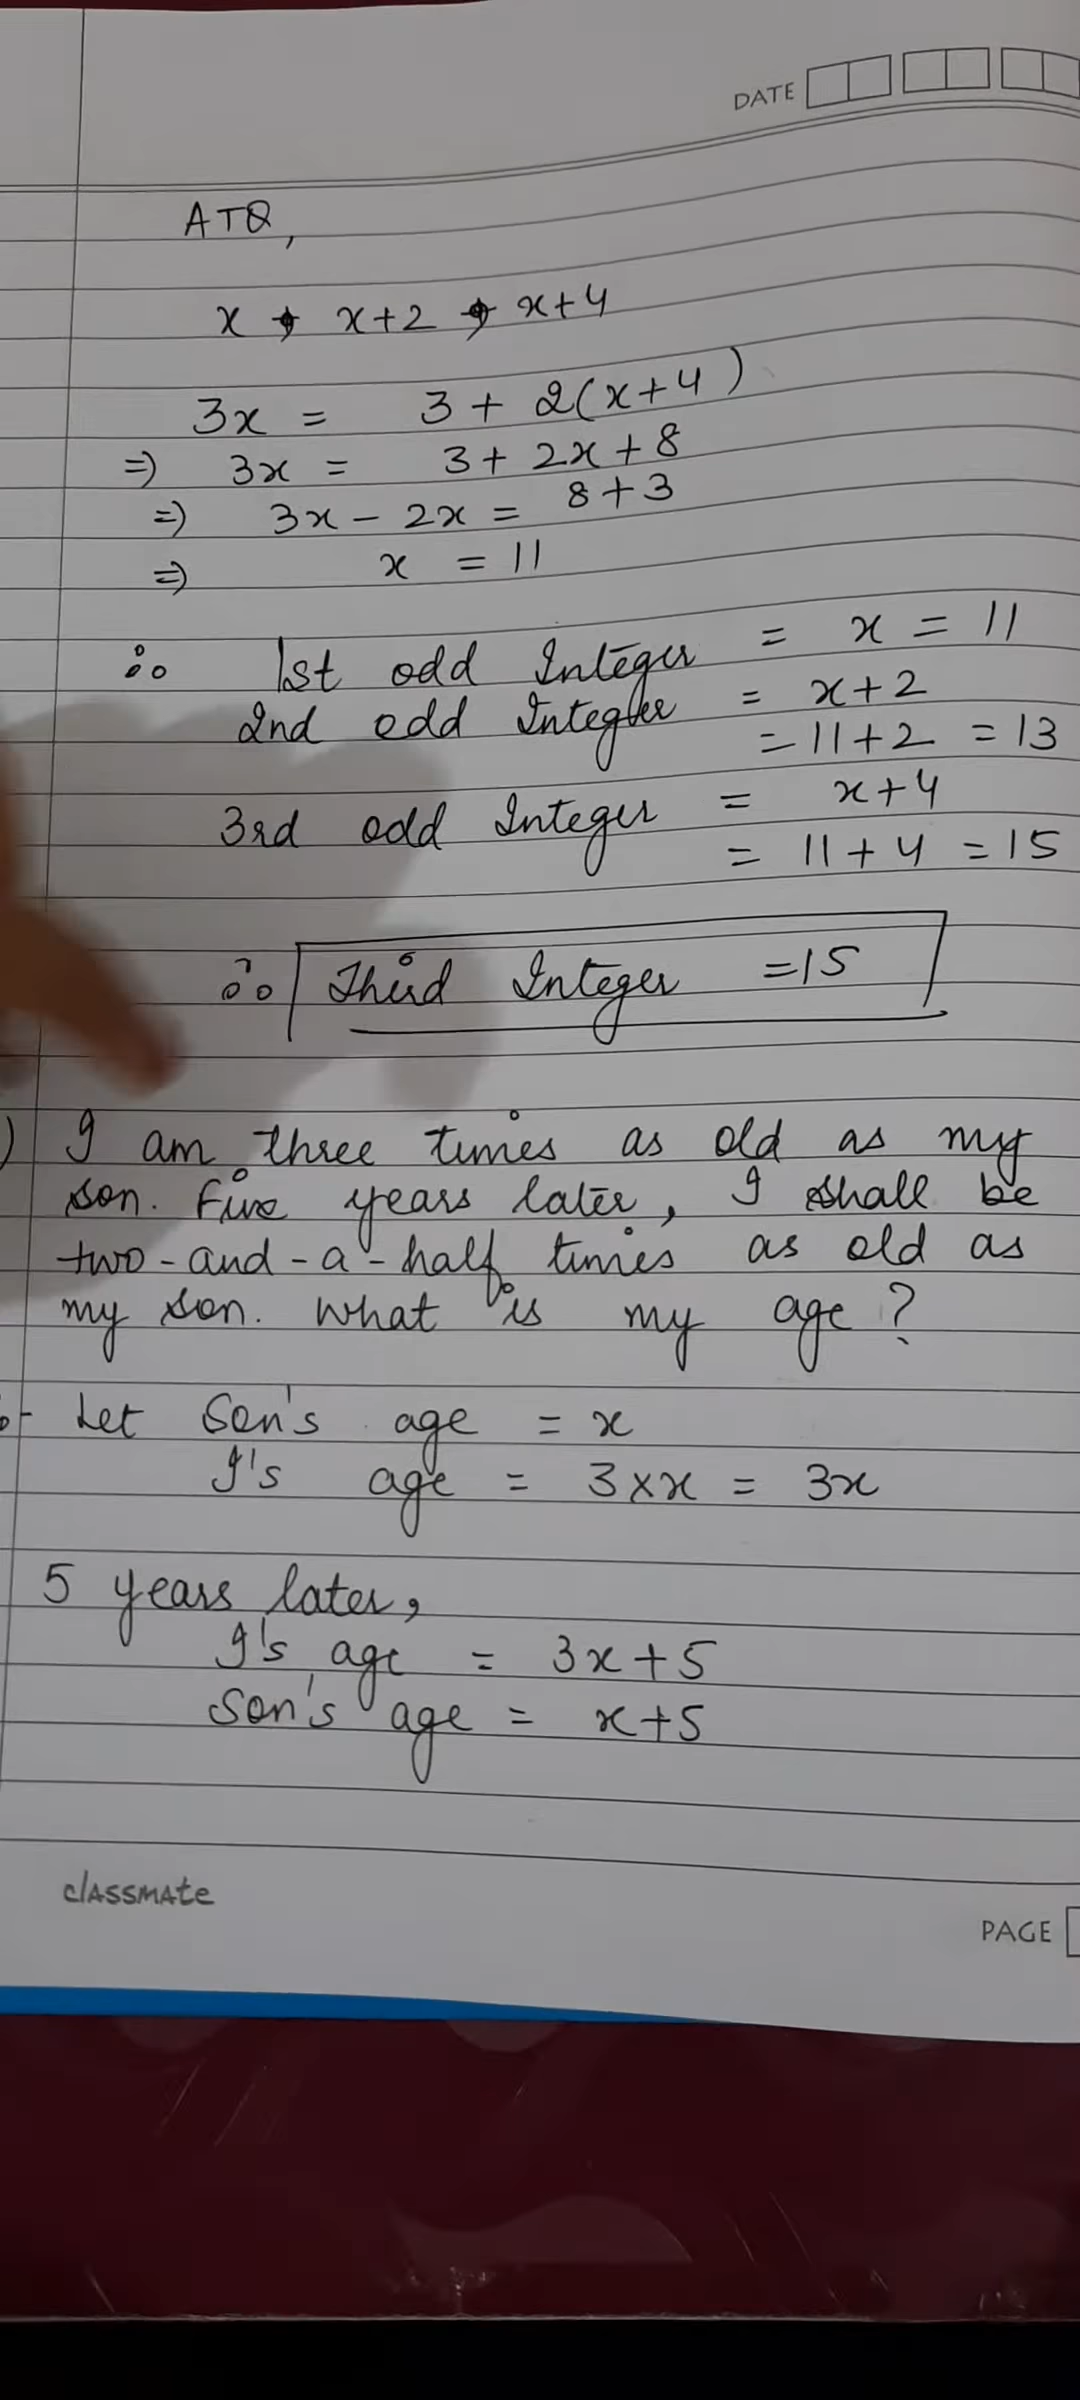 DATE
ATQ,
x , x+2 , x+4
3x = 3 + 2(x+4)
=) 3x = 3 + 2x + 8
=) 3x - 2x = 8+3
=) x = 11
∴ 1st odd Integer = x = 11
2nd odd Integer = x+2
= 11+2 = 13
3rd odd Integer = x+4
= 11 + 4 = 15
∴ Third Integer = 15
) I am three times as old as my
son. Five years later, I shall be
two-and-a-half times as old as
my son. What is my age?
Let Son's age = x
I's age = 3×x = 3x
5 years later,
I's age = 3x+5
Son's age = x+5
classmate
PAGE